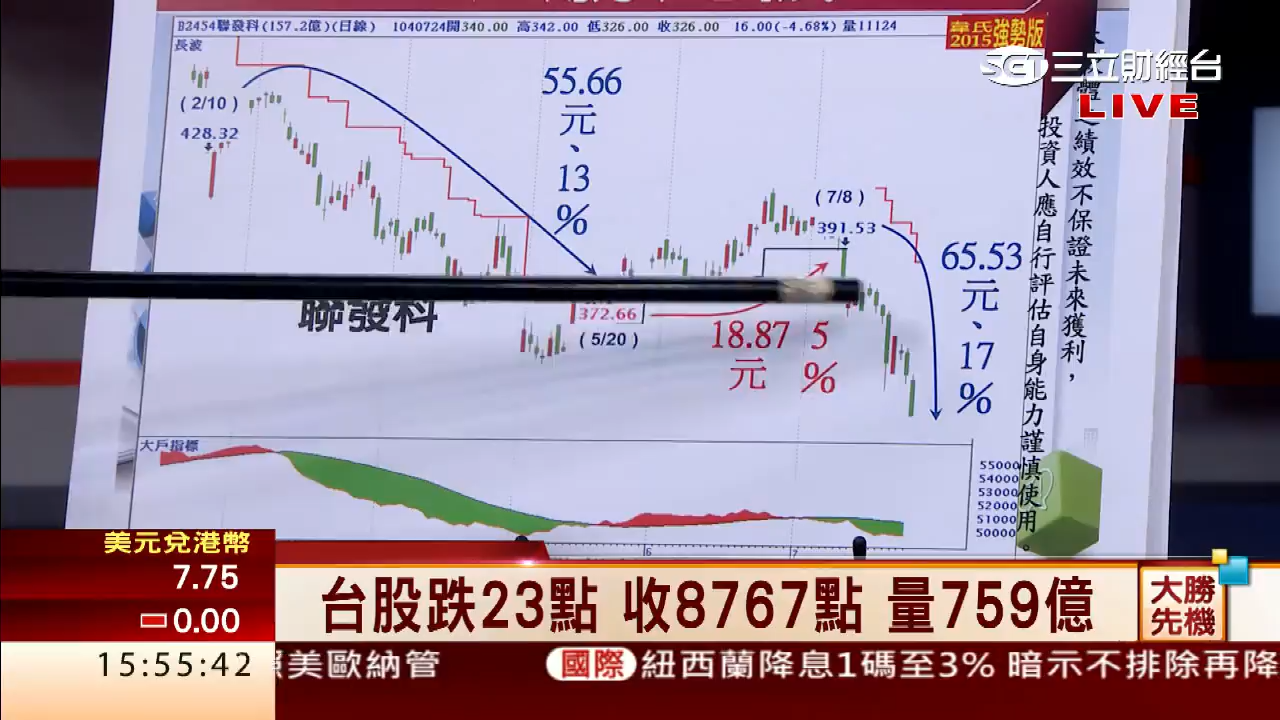 B2454聯發科(157.2億)(日線) 1040724開340.00 高342.00 低326.00 收326.00 16.00(-4.68%)量11124
韋氏強勢版
2015
三立財經台
LIVE
長波
(2/10)
428.32
55.66
元、
13
%
(7/8)
391.53
65.53
元、
17
%
聯發科
372.66
(5/20)
18.87 5
元 %
績效不保證未來獲利，
投資人應自行評估自身能力謹慎使用。
大戶指標
55000
54000
53000
52000
51000
50000
6
7
美元兌港幣
7.75
0.00
台股跌23點 收8767點 量759億
大勝
先機
15:55:42
美歐納管 國際 紐西蘭降息1碼至3% 暗示不排除再降